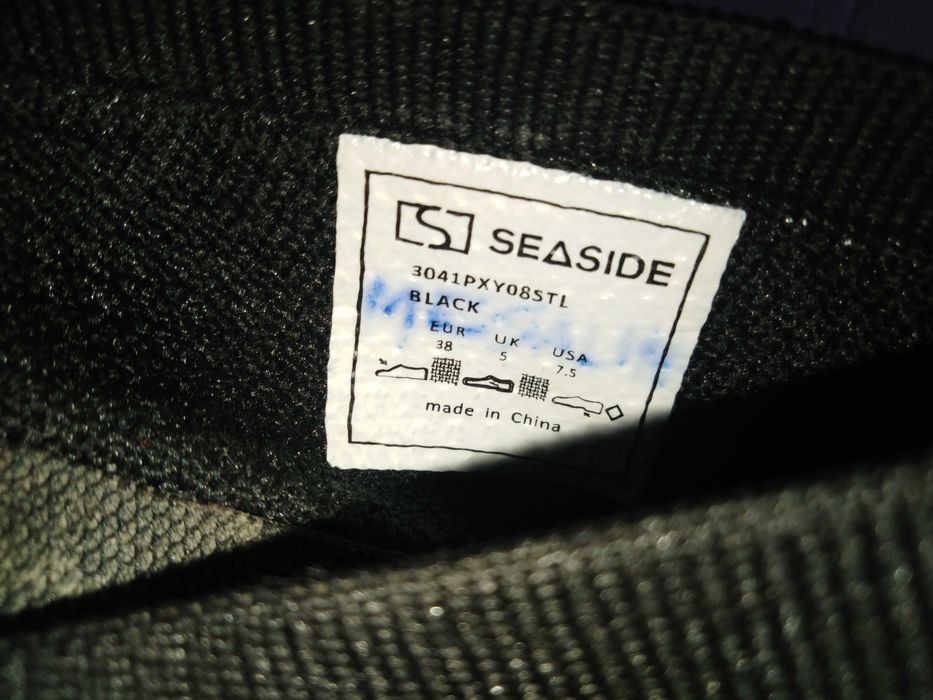 SEASIDE
3041PXY08STL
BLACK
EUR UK USA
38 5 7.5
made in China